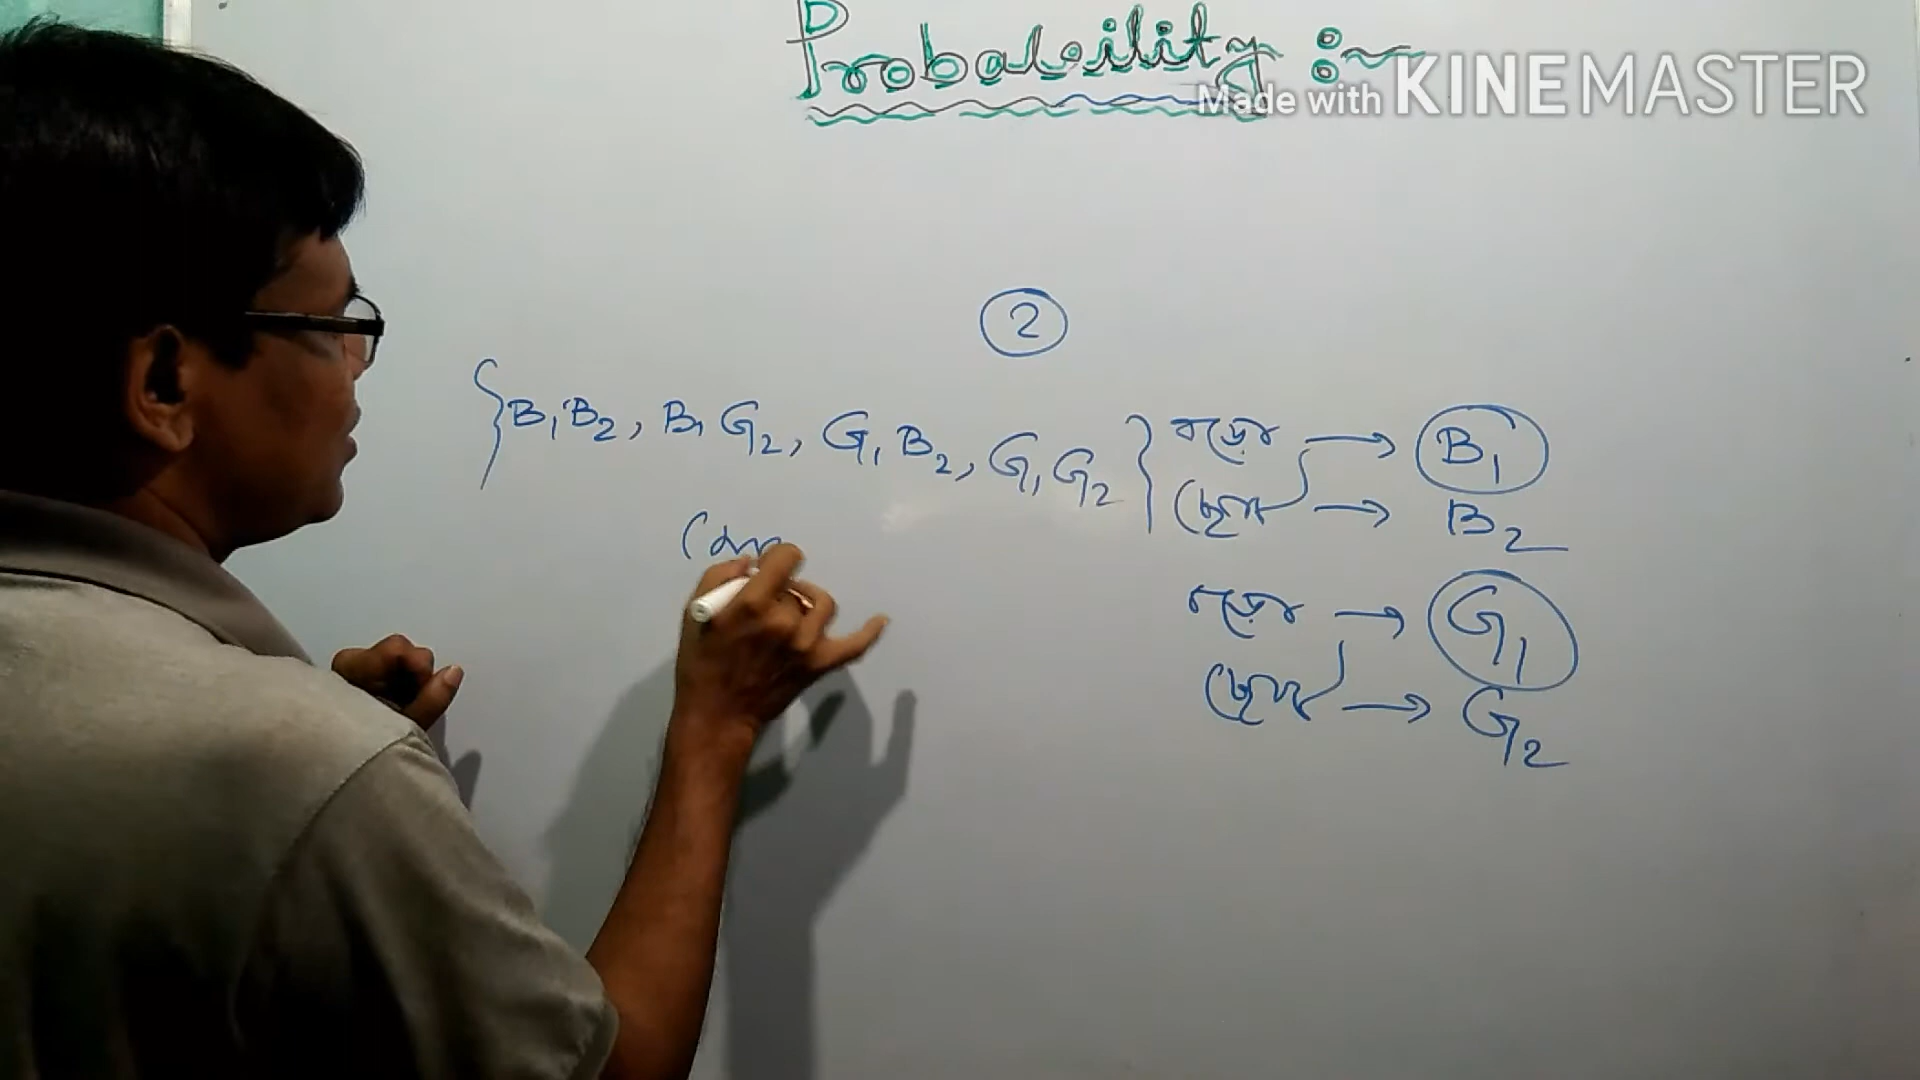 Probability :~
Made with KINEMASTER
2
{B₁B₂, B₁G₂, G₁B₂, G₁G₂} বড়ো → B₁
ছোট → B₂
বড়ো → G₁
ছোট → G₂